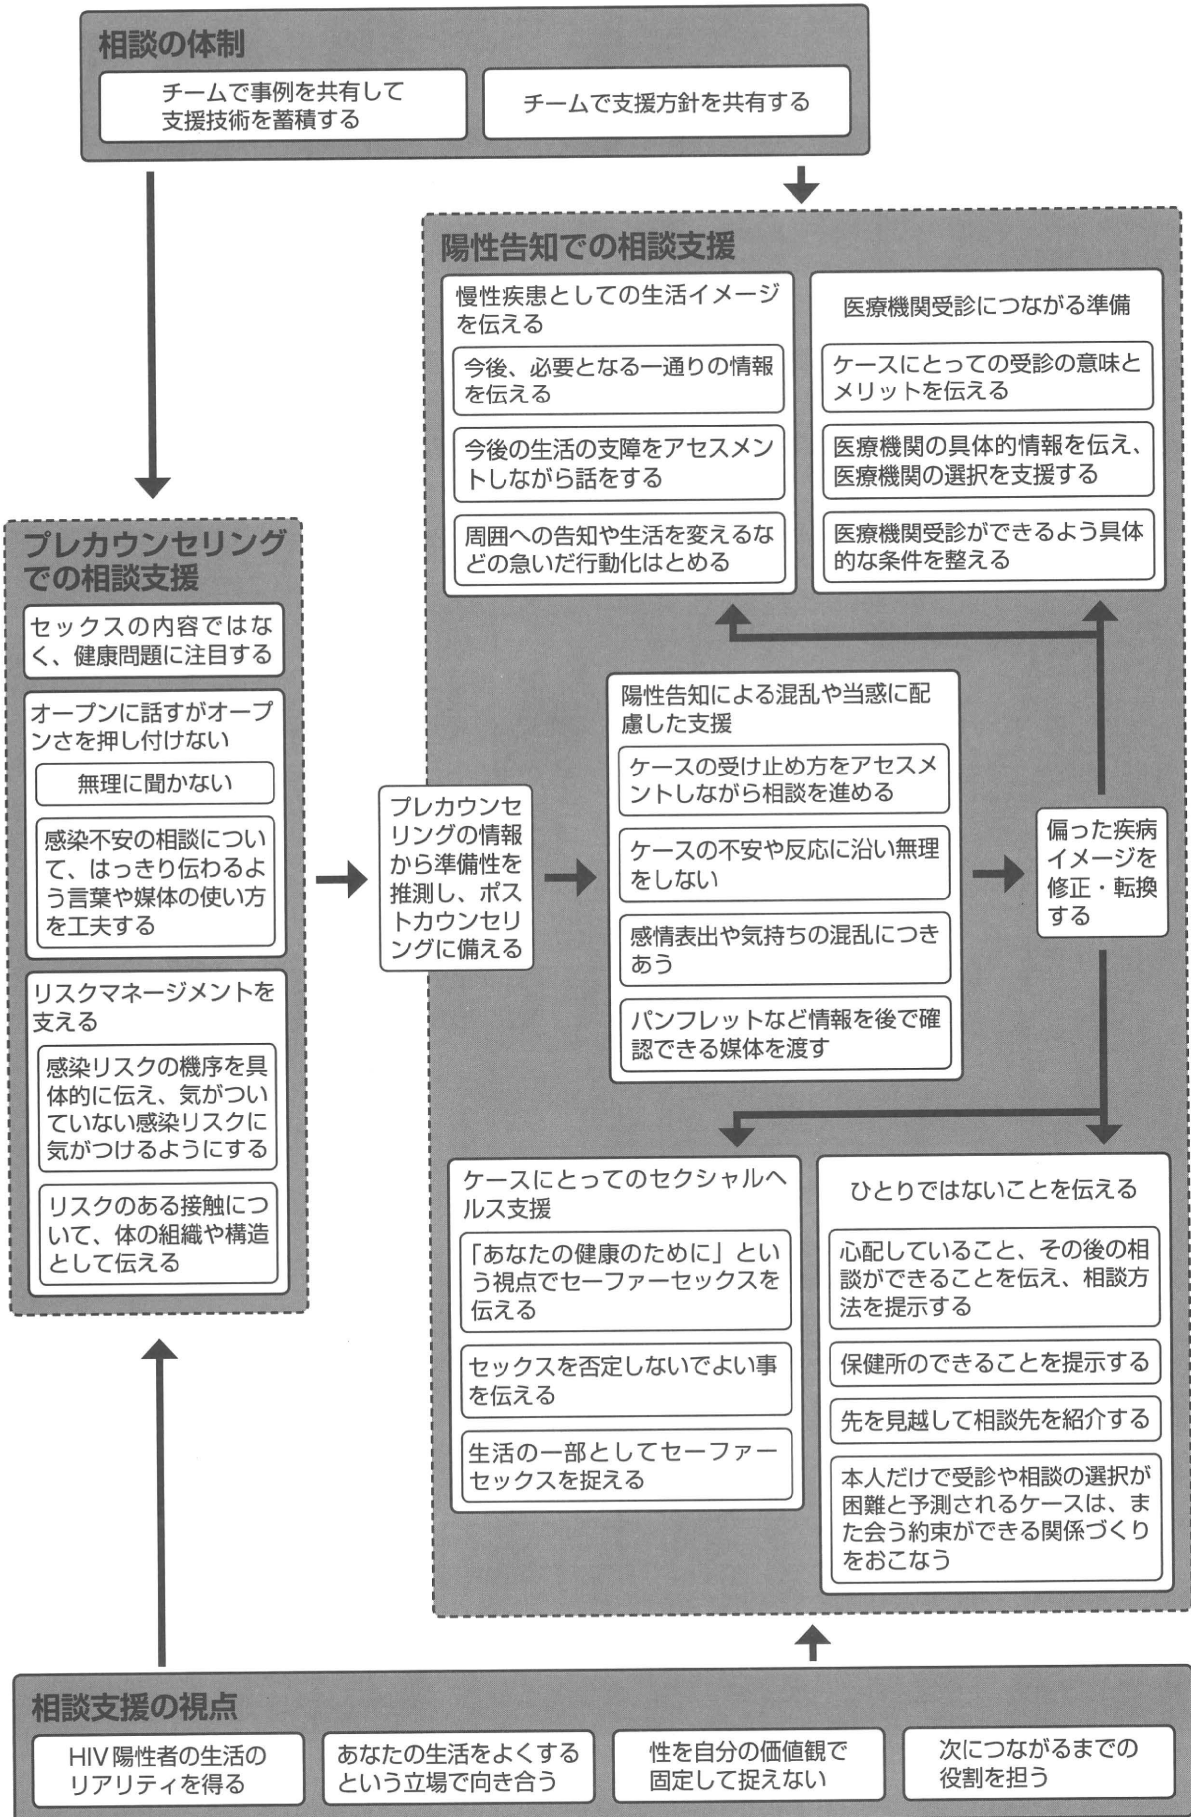 相談の体制
チームで事例を共有して
支援技術を蓄積する
チームで支援方針を共有する
陽性告知での相談支援
慢性疾患としての生活イメージ
を伝える
今後、必要となる一通りの情報
を伝える
今後の生活の支障をアセスメン
トしながら話をする
周囲への告知や生活を変えるな
どの急いだ行動化はとめる
医療機関受診につながる準備
ケースにとっての受診の意味と
メリットを伝える
医療機関の具体的情報を伝え、
医療機関の選択を支援する
医療機関受診ができるよう具体
的な条件を整える
プレカウンセリング
での相談支援
セックスの内容ではな
く、健康問題に注目する
オープンに話すがオープ
ンさを押し付けない
無理に聞かない
感染不安の相談につい
て、はっきり伝わるよ
う言葉や媒体の使い方
を工夫する
リスクマネージメントを
支える
感染リスクの機序を具
体的に伝え、気がつい
ていない感染リスクに
気がつけるようにする
リスクのある接触につ
いて、体の組織や構造
として伝える
プレカウンセ
リングの情報
から準備性を
推測し、ポス
トカウンセリ
ングに備える
陽性告知による混乱や当惑に配
慮した支援
ケースの受け止め方をアセスメ
ントしながら相談を進める
ケースの不安や反応に沿い無理
をしない
感情表出や気持ちの混乱につき
あう
パンフレットなど情報を後で確
認できる媒体を渡す
偏った疾病
イメージを
修正・転換
する
ケースにとってのセクシャルヘ
ルス支援
「あなたの健康のために」とい
う視点でセーファーセックスを
伝える
セックスを否定しないでよい事
を伝える
生活の一部としてセーファー
セックスを捉える
ひとりではないことを伝える
心配していること、その後の相
談ができることを伝え、相談方
法を提示する
保健所のできることを提示する
先を見越して相談先を紹介する
本人だけで受診や相談の選択が
困難と予測されるケースは、ま
た会う約束ができる関係づくり
をおこなう
相談支援の視点
HIV陽性者の生活の
リアリティを得る
あなたの生活をよくする
という立場で向き合う
性を自分の価値観で
固定して捉えない
次につながるまでの
役割を担う